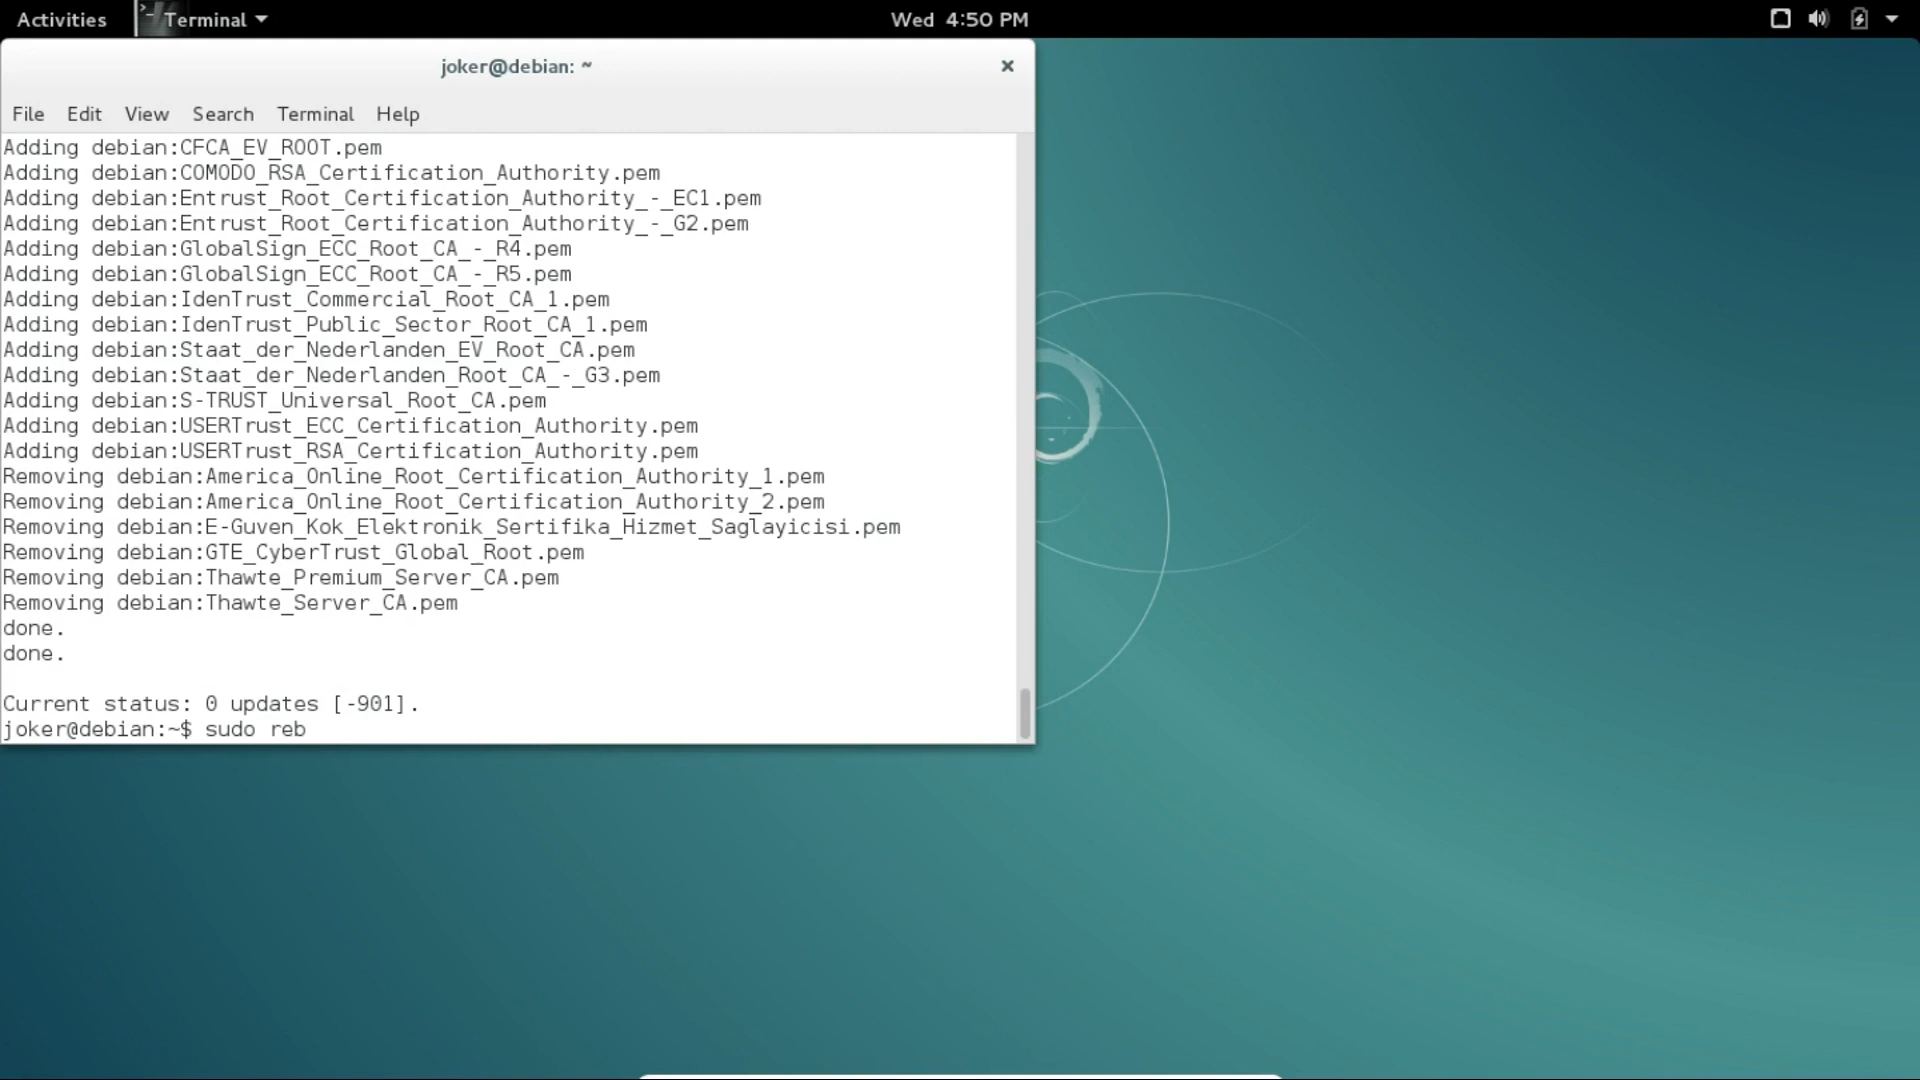 Activities Terminal Wed 4:50 PM
joker@debian: ~
File Edit View Search Terminal Help
Adding debian:CFCA_EV_ROOT.pem
Adding debian:COMODO_RSA_Certification_Authority.pem
Adding debian:Entrust_Root_Certification_Authority_-_EC1.pem
Adding debian:Entrust_Root_Certification_Authority_-_G2.pem
Adding debian:GlobalSign_ECC_Root_CA_-_R4.pem
Adding debian:GlobalSign_ECC_Root_CA_-_R5.pem
Adding debian:IdenTrust_Commercial_Root_CA_1.pem
Adding debian:IdenTrust_Public_Sector_Root_CA_1.pem
Adding debian:Staat_der_Nederlanden_EV_Root_CA.pem
Adding debian:Staat_der_Nederlanden_Root_CA_-_G3.pem
Adding debian:S-TRUST_Universal_Root_CA.pem
Adding debian:USERTrust_ECC_Certification_Authority.pem
Adding debian:USERTrust_RSA_Certification_Authority.pem
Removing debian:America_Online_Root_Certification_Authority_1.pem
Removing debian:America_Online_Root_Certification_Authority_2.pem
Removing debian:E-Guven_Kok_Elektronik_Sertifika_Hizmet_Saglayicisi.pem
Removing debian:GTE_CyberTrust_Global_Root.pem
Removing debian:Thawte_Premium_Server_CA.pem
Removing debian:Thawte_Server_CA.pem
done.
done.
Current status: 0 updates [-901].
joker@debian:~$ sudo reb